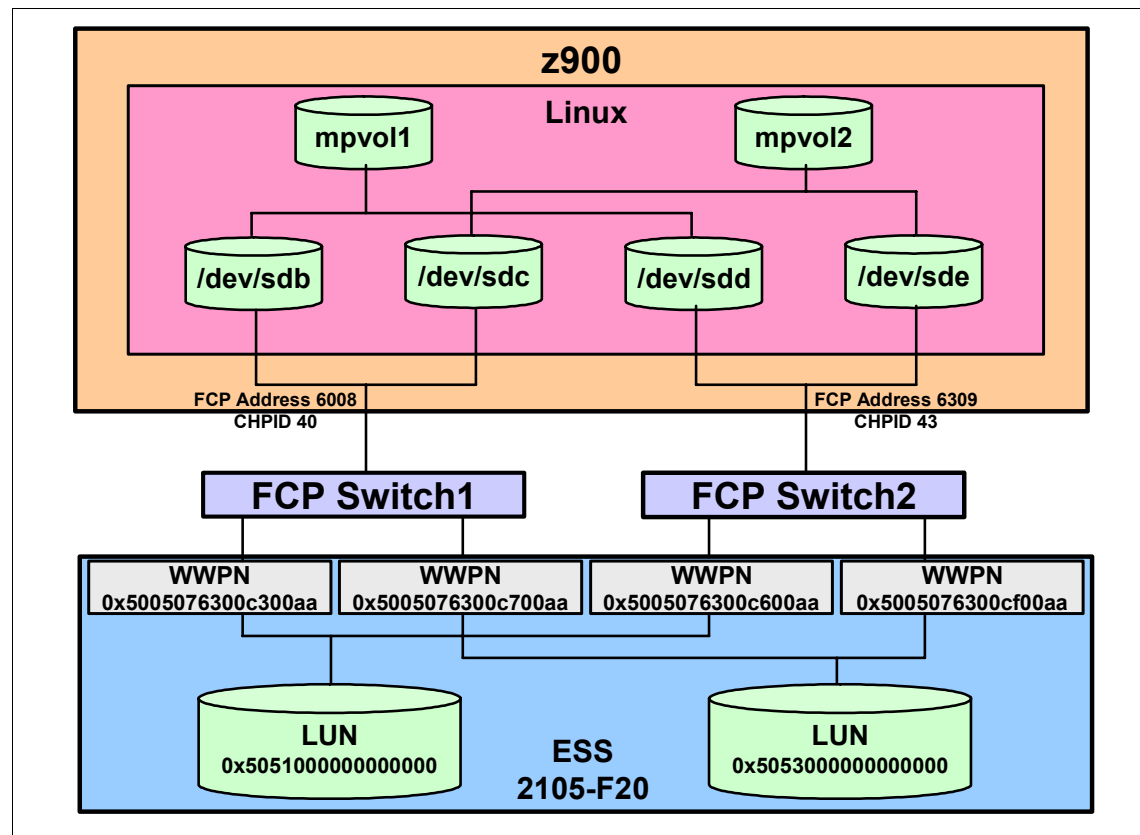 z900
Linux
mpvol1
mpvol2
/dev/sdb
/dev/sdc
/dev/sdd
/dev/sde
FCP Address 6008
CHPID 40
FCP Address 6309
CHPID 43
FCP Switch1
FCP Switch2
WWPN
0x5005076300c300aa
WWPN
0x5005076300c700aa
WWPN
0x5005076300c600aa
WWPN
0x5005076300cf00aa
LUN
0x5051000000000000
LUN
0x5053000000000000
ESS
2105-F20